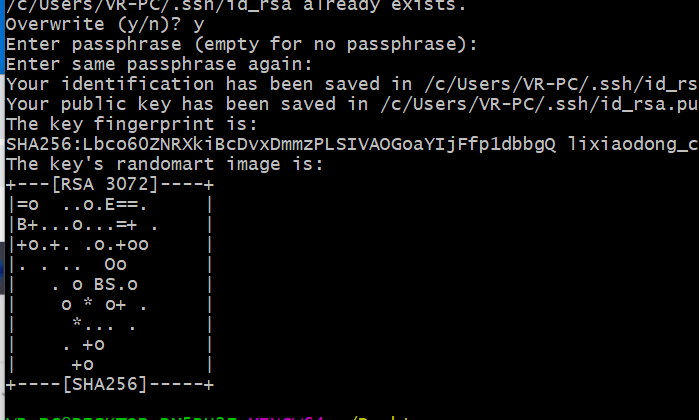 /c/Users/VR-PC/.ssh/id_rsa already exists.
Overwrite (y/n)? y
Enter passphrase (empty for no passphrase):
Enter same passphrase again:
Your identification has been saved in /c/Users/VR-PC/.ssh/id_rs
Your public key has been saved in /c/Users/VR-PC/.ssh/id_rsa.pu
The key fingerprint is:
SHA256:Lbco6OZNRXkiBcDvxDmmzPLSIVAOGoaYIjFfp1dbbgQ lixiaodong_c
The key's randomart image is:
+---[RSA 3072]----+
|=o  ..o.E==.     |
|B+...o...=+ .    |
|+o.+. .o.+oo     |
|. . ..  Oo       |
|   . o BS.o      |
|    o * o+ .     |
|     *... .      |
|    . +o         |
|     +o          |
+----[SHA256]-----+